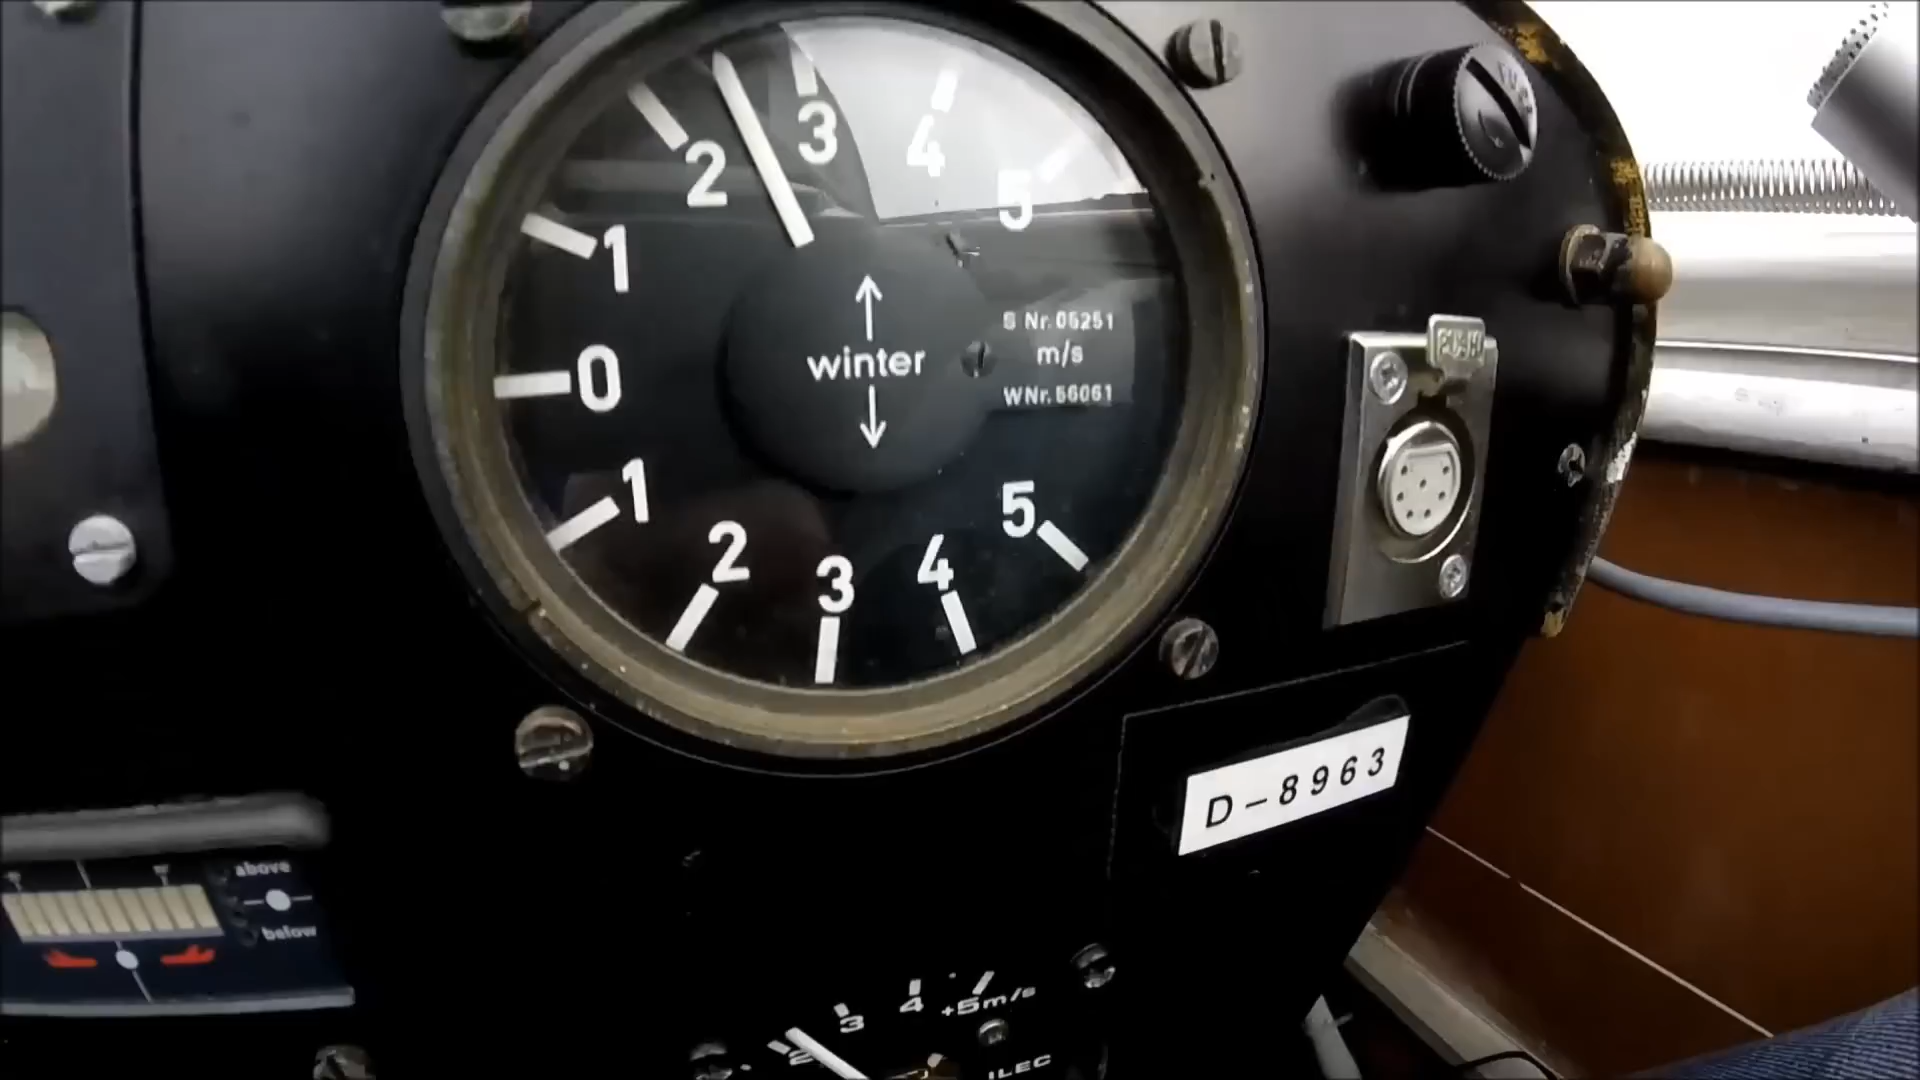 3
4
2
5
1
S Nr. 05251
m/s
WNr. 56061
winter
0
1
5
2
3
4
PUSH
D-8963
above
below
4
+5m/s
3
2
ILEC